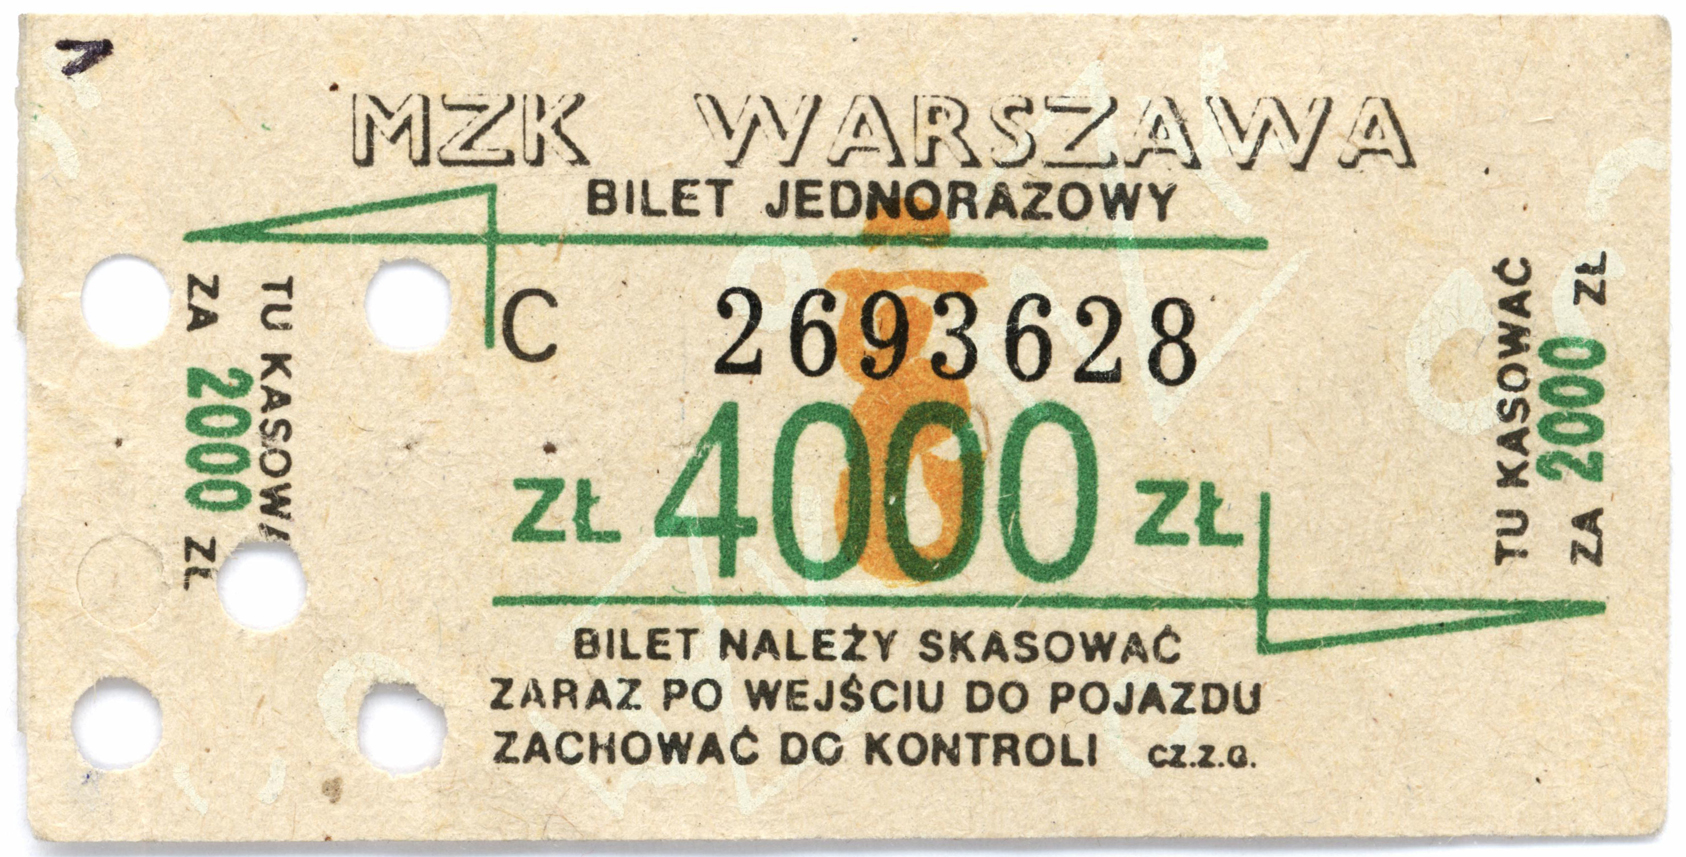 MZK WARSZAWA
BILET JEDNORAZOWY
C 2693628
ZŁ 4000 ZŁ
BILET NALEŻY SKASOWAĆ
ZARAZ PO WEJŚCIU DO POJAZDU
ZACHOWAĆ DO KONTROLI CZ.Z.G.
TU KASOW
ZA 2000 ZŁ
TU KASOWAĆ
ZA 2000 ZŁ